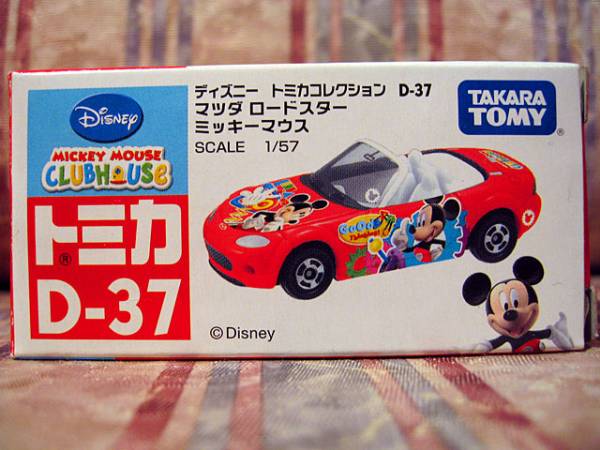 Disney
MICKEY MOUSE
CLUBHOUSE
トミカ®
D-37
ディズニー トミカコレクション D-37
マツダ ロードスター
ミッキーマウス
SCALE 1/57
TAKARA
TOMY®
©Disney